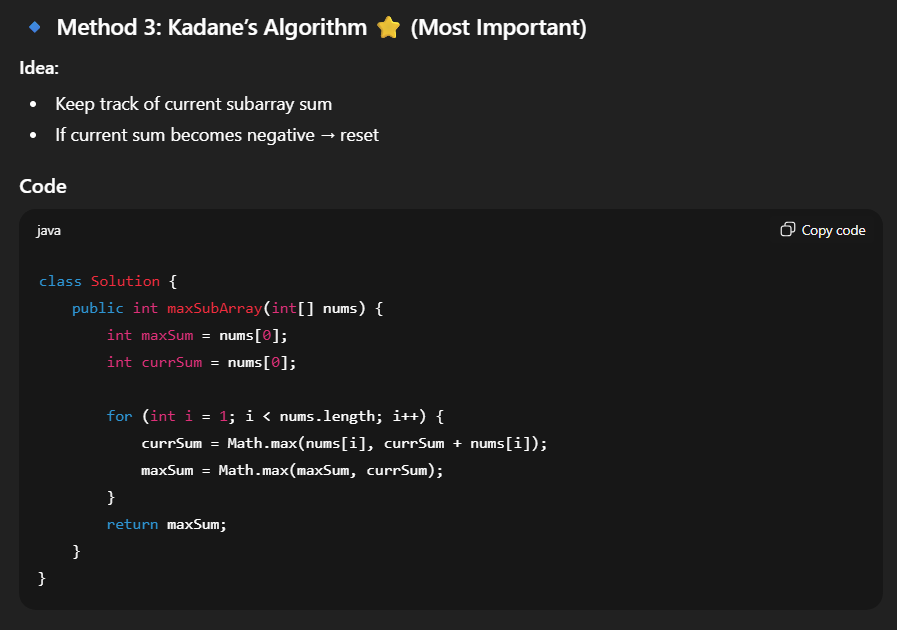 🔹 Method 3: Kadane’s Algorithm ⭐ (Most Important)
Idea:
• Keep track of current subarray sum
• If current sum becomes negative → reset
Code
java Copy code
class Solution {
    public int maxSubArray(int[] nums) {
        int maxSum = nums[0];
        int currSum = nums[0];

        for (int i = 1; i < nums.length; i++) {
            currSum = Math.max(nums[i], currSum + nums[i]);
            maxSum = Math.max(maxSum, currSum);
        }
        return maxSum;
    }
}